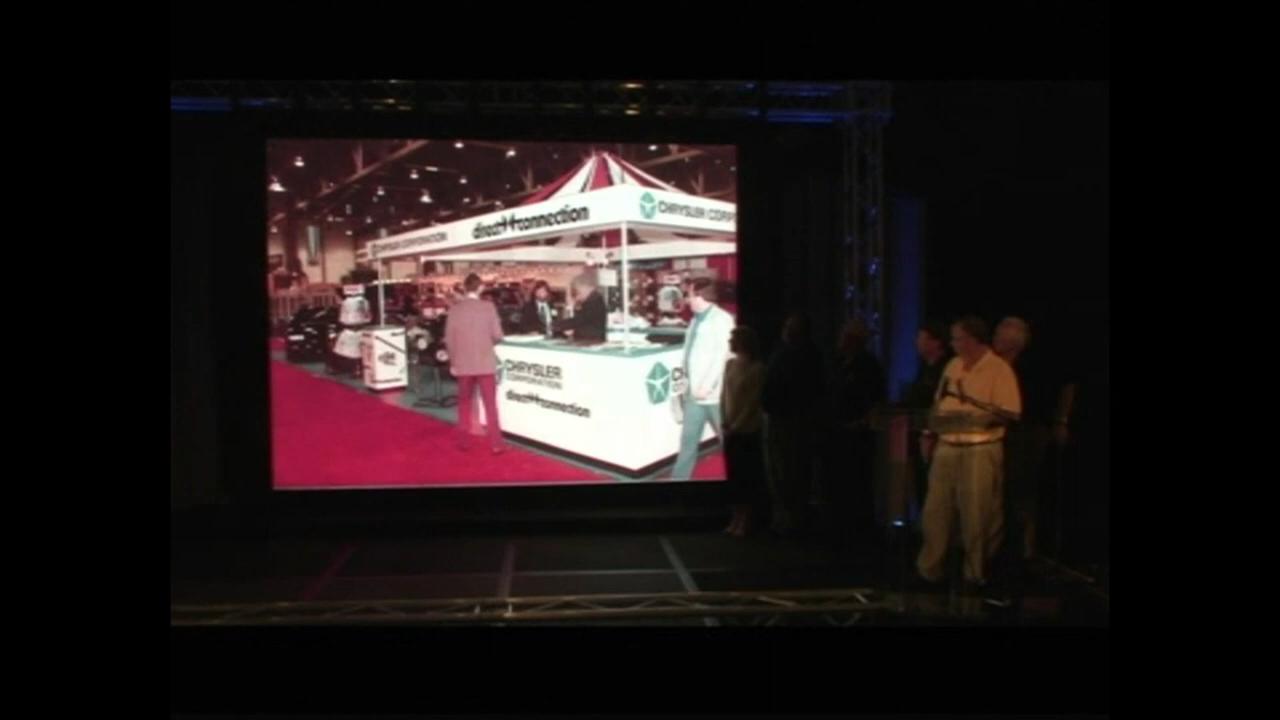 CHRYSLER CORPORATION
direct connection
CHRYSLER CORP
CHRYSLER
CORPORATION
direct connection